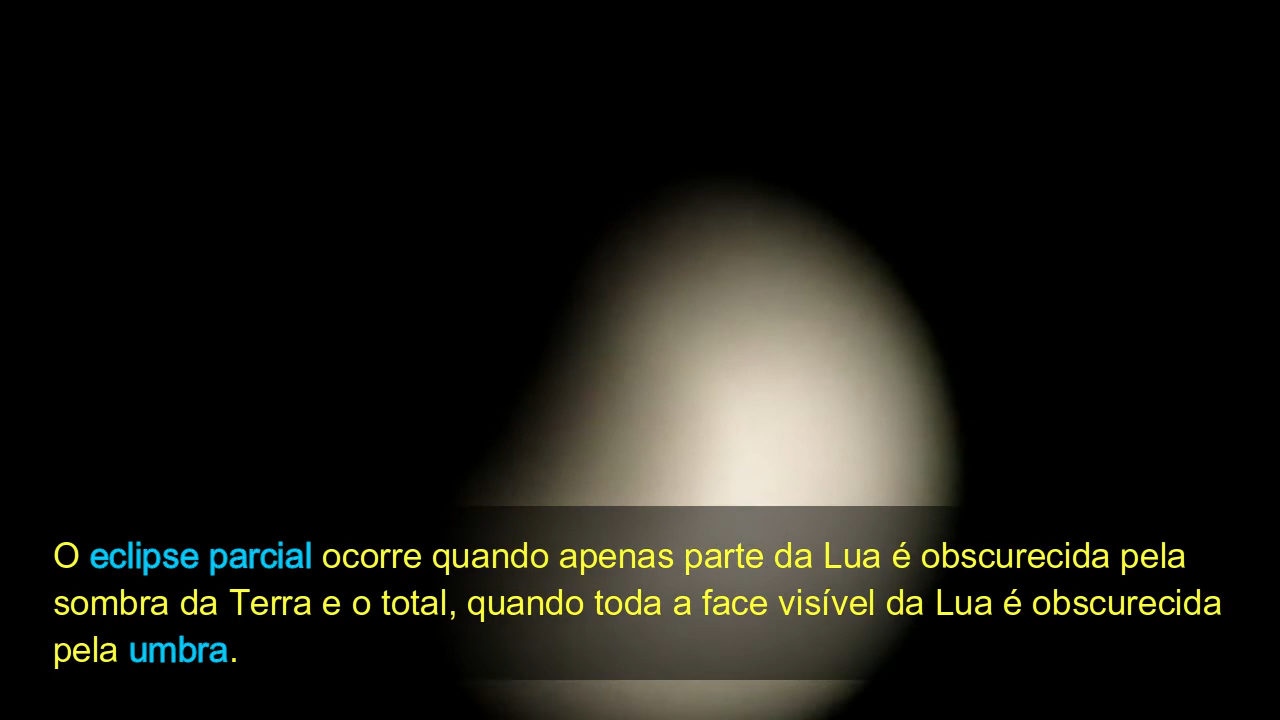 O eclipse parcial ocorre quando apenas parte da Lua é obscurecida pela
sombra da Terra e o total, quando toda a face visível da Lua é obscurecida
pela umbra.